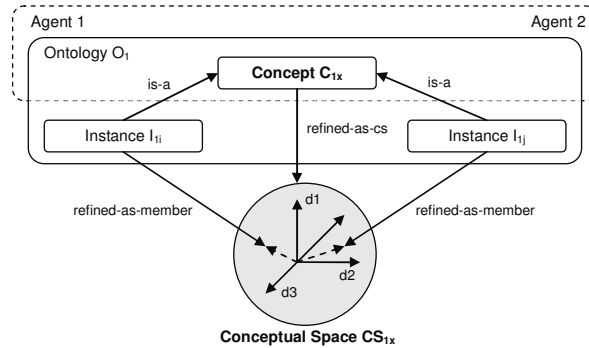 Agent 1
Agent 2
Ontology O1
is-a
Concept C1x
is-a
Instance I1i
refined-as-cs
Instance I1j
refined-as-member
d1
refined-as-member
d2
d3
Conceptual Space CS1x